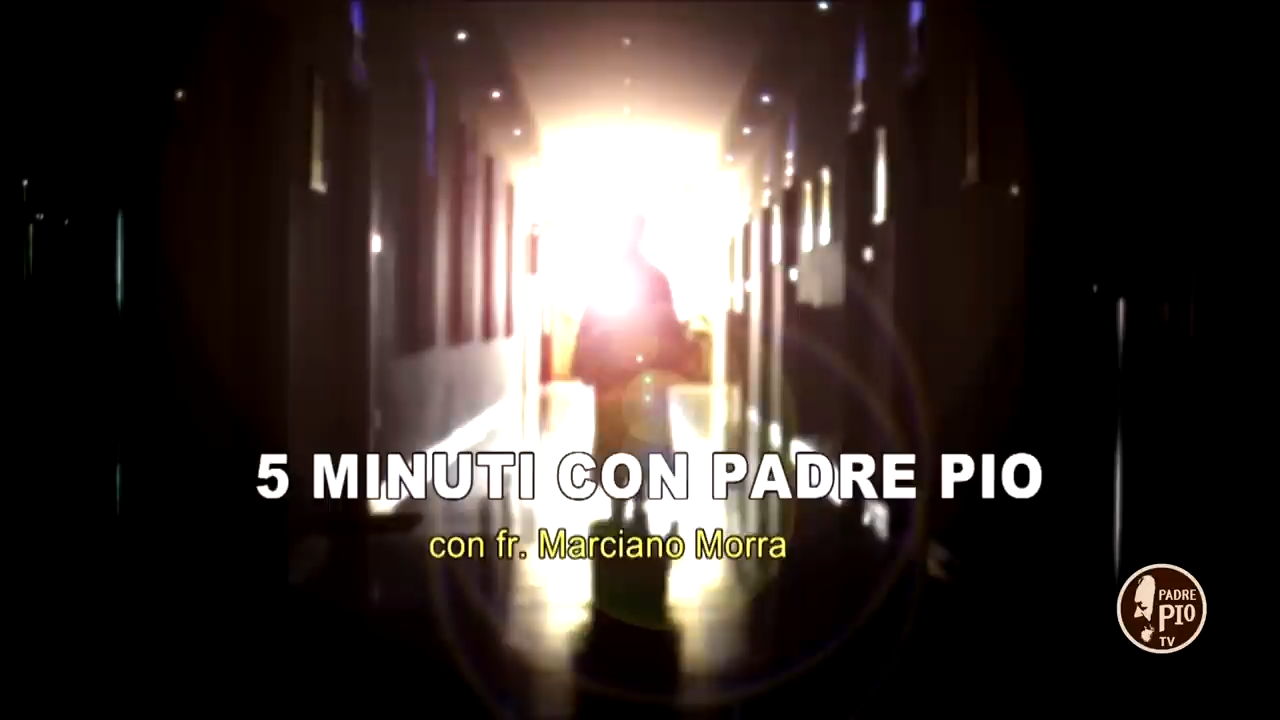 5 MINUTI CON PADRE PIO
con fr. Marciano Morra
PADRE
PIO
TV